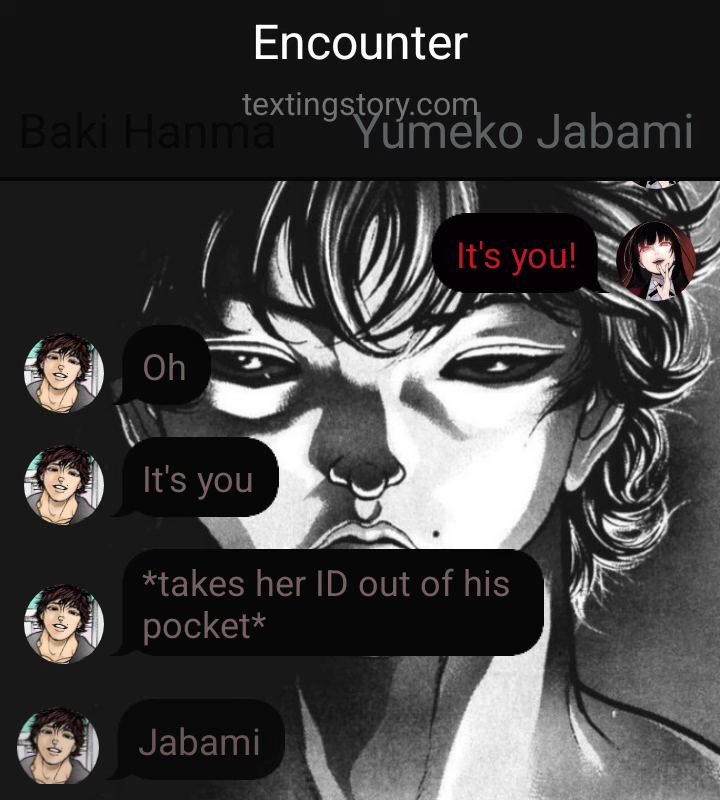 Encounter
textingstory.com
Baki Hanma Yumeko Jabami
It's you!
Oh
It's you
*takes her ID out of his
pocket*
Jabami